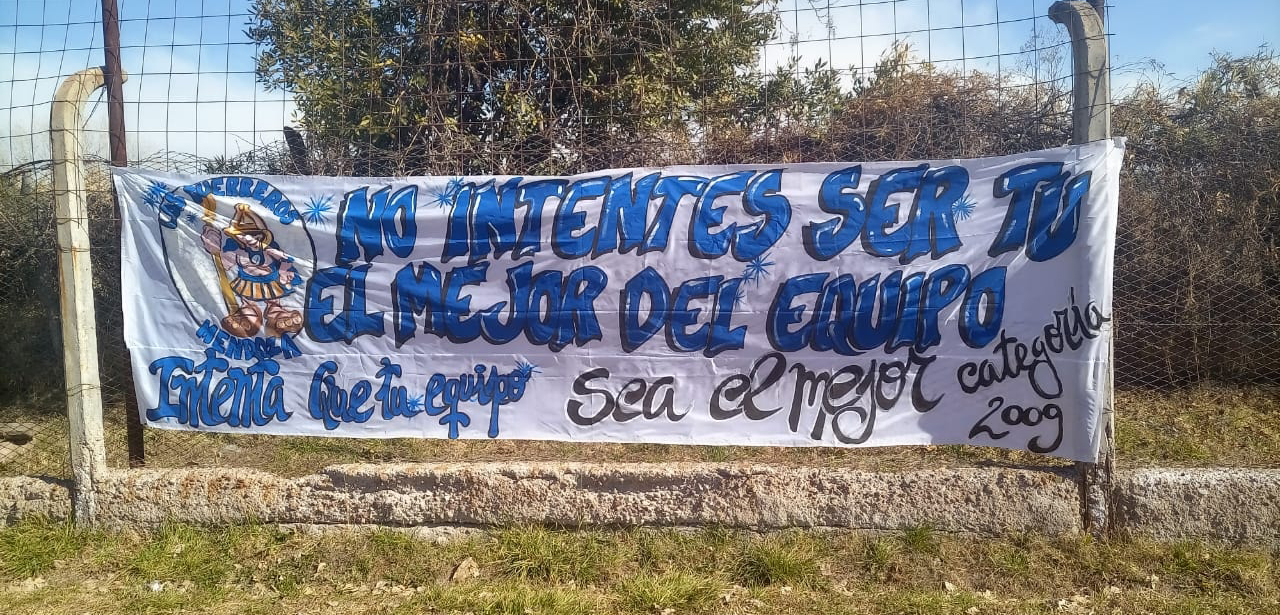 LOS GUERREROS
MENDOZA
NO INTENTES SER TU
EL MEJOR DEL EQUIPO
Intenta Que tu equipo
Sea el mejor categoría
2009